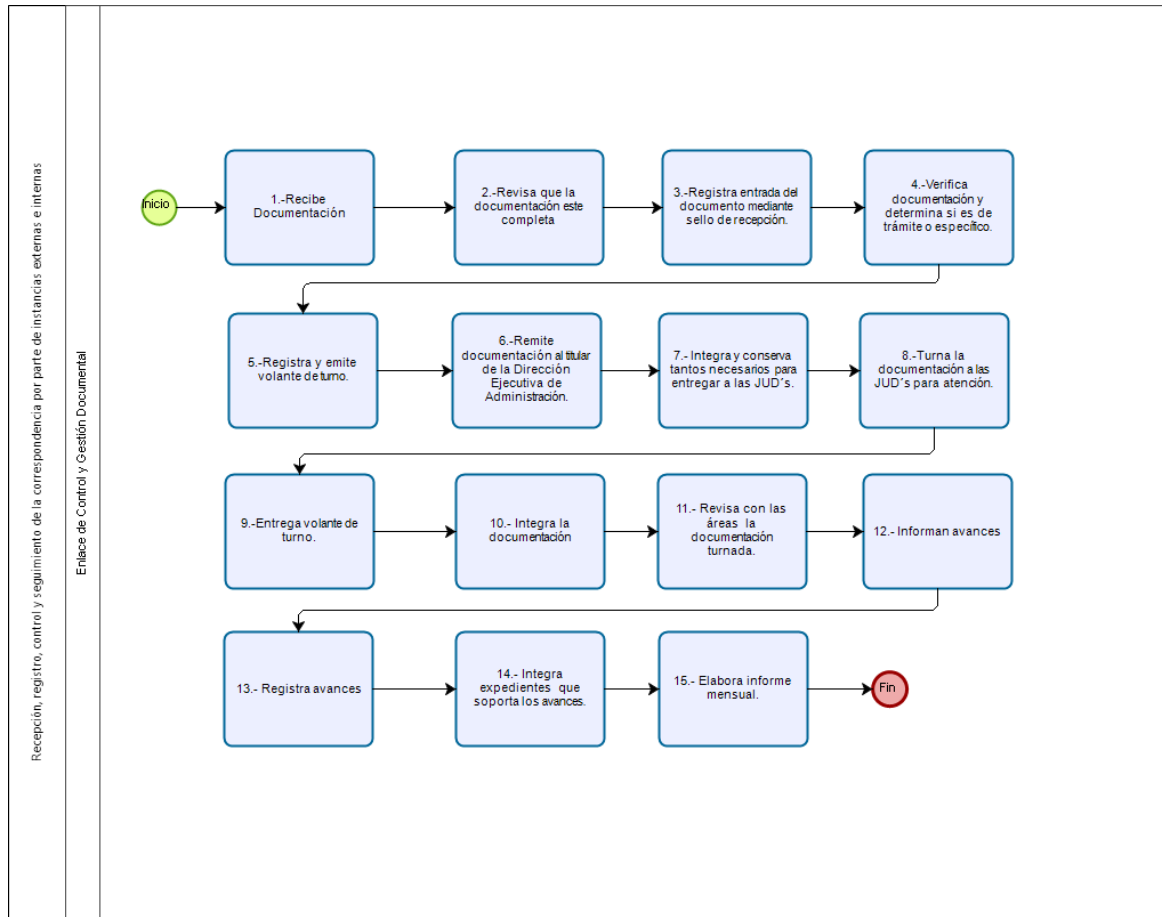 Recepción, registro, control y seguimiento de la correspondencia por parte de instancias externas e internas
Enlace de Control y Gestión Documental
Inicio
1.-Recibe
Documentación
2.-Revisa que la
documentación este
completa
3.-Registra entrada del
documento mediante
sello de recepción.
4.-Verifica
documentación y
determina si es de
trámite o específico.
5.-Registra y emite
volante de turno.
6.-Remite
documentación al titular
de la Dirección
Ejecutiva de
Administración.
7.- Integra y conserva
tantos necesarios para
entregar a las JUD´s.
8.-Turna la
documentación a las
JUD´s para atención.
9.-Entrega volante de
turno.
10.- Integra la
documentación
11.- Revisa con las
áreas la
documentación
turnada.
12.- Informan avances
13.- Registra avances
14.- Integra
expedientes que
soporta los avances.
15.- Elabora informe
mensual.
Fin